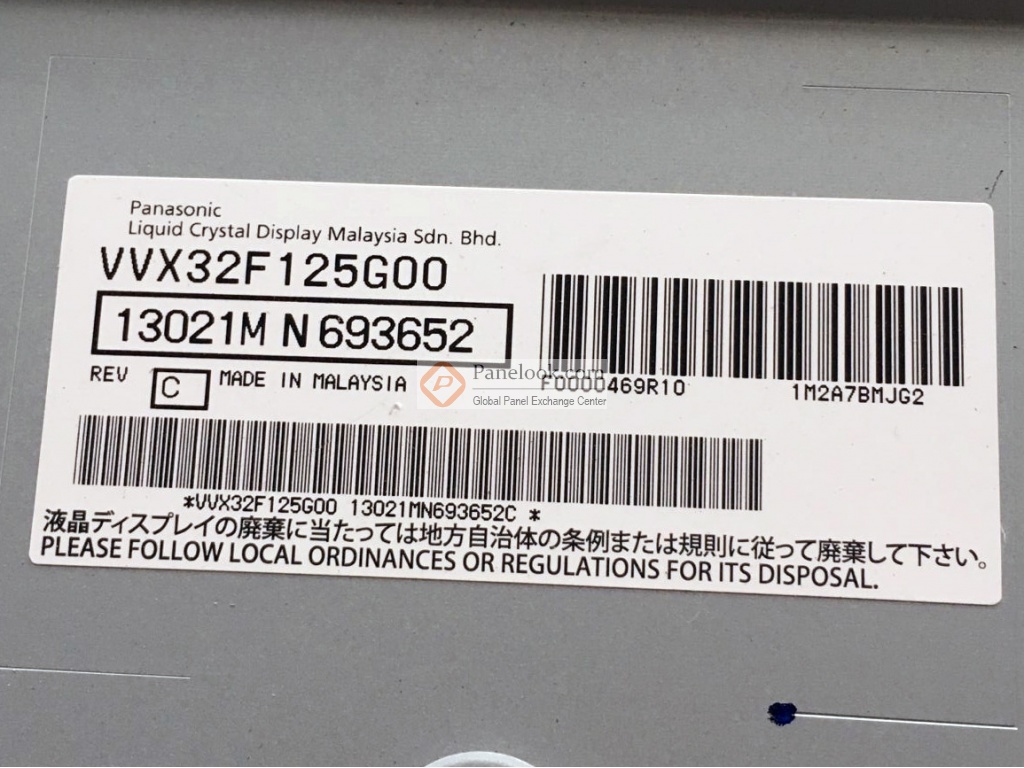 Panasonic
Liquid Crystal Display Malaysia Sdn. Bhd.
VVX32F125G00
13021M N 693652
REV C MADE IN MALAYSIA
F0000469R10 1M2A7BMJG2
Panelook.com
Global Panel Exchange Center
*VVX32F125G00 13021MN693652C *
液晶ディスプレイの廃棄に当たっては地方自治体の条例または規則に従って廃棄して下さい。
PLEASE FOLLOW LOCAL ORDINANCES OR REGULATIONS FOR ITS DISPOSAL.